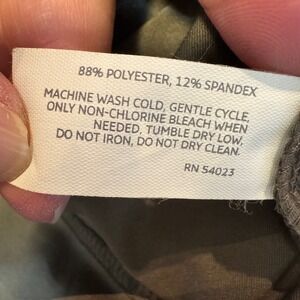 88% POLYESTER, 12% SPANDEX
MACHINE WASH COLD, GENTLE CYCLE,
ONLY NON-CHLORINE BLEACH WHEN
NEEDED, TUMBLE DRY LOW,
DO NOT IRON, DO NOT DRY CLEAN.
RN 54023